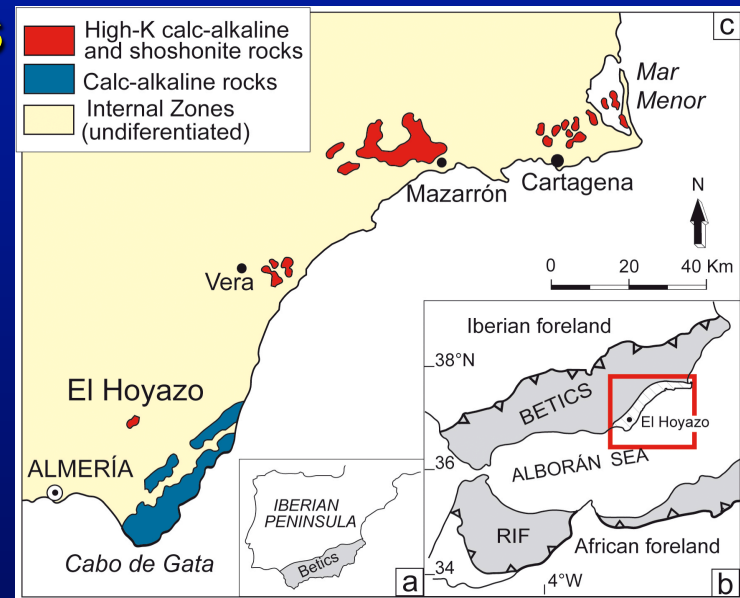 s
High-K calc-alkaline
and shoshonite rocks
Calc-alkaline rocks
Internal Zones
(undiferentiated)
c
Mar
Menor
Mazarrón
Cartagena
N
0 20 40 Km
Vera
El Hoyazo
ALMERÍA
Cabo de Gata
IBERIAN
PENINSULA
Betics
a
Iberian foreland
38°N
BETICS
El Hoyazo
36
ALBORÁN SEA
RIF
African foreland
34
4°W
b